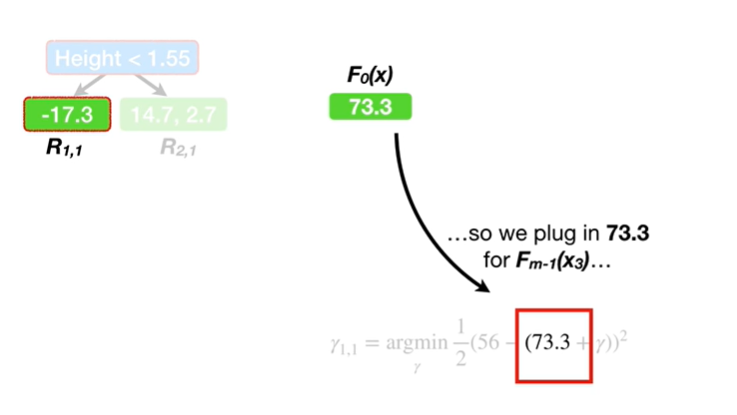 Height < 1.55
-17.3 14.7, 2.7
R1,1 R2,1
F0(x)
73.3
...so we plug in 73.3
for Fm-1(x3)...
γ1,1 = argmin 1/2 (56 - (73.3 + γ))²
γ